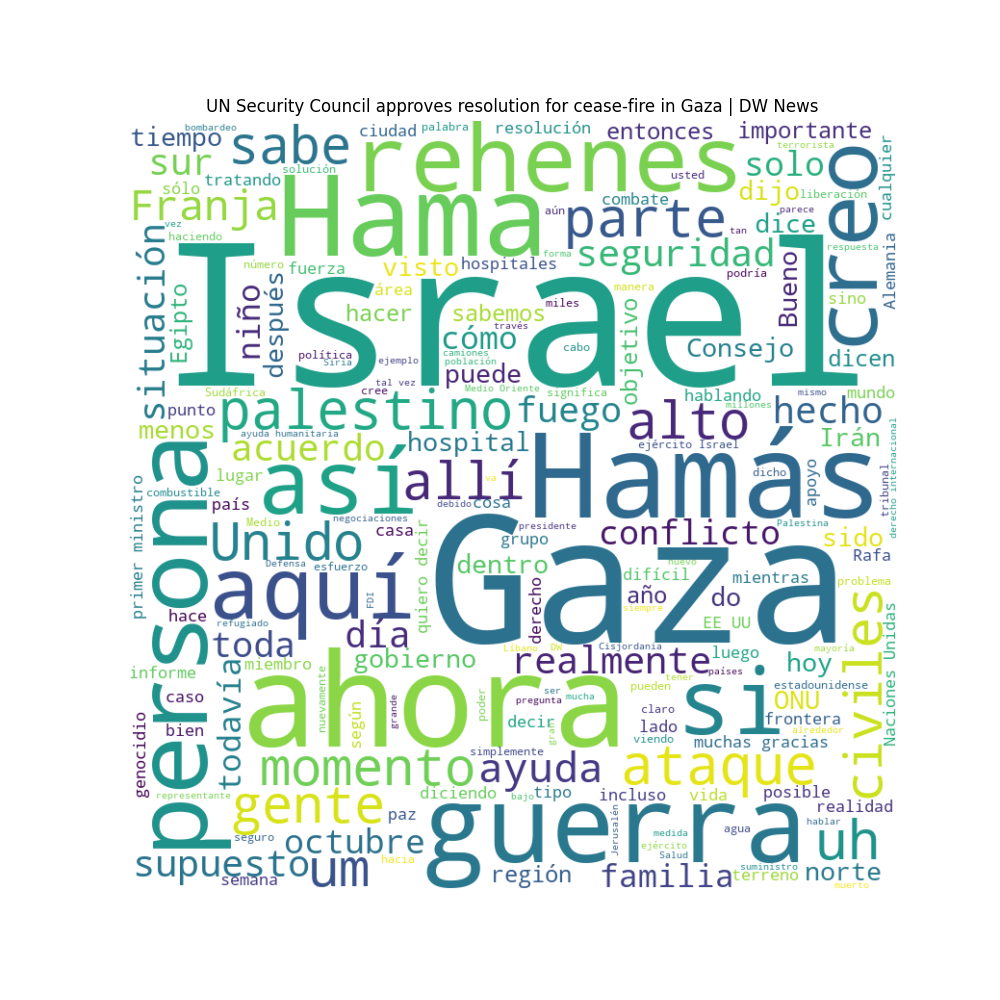 UN Security Council approves resolution for cease-fire in Gaza | DW News
bombardeo
tiempo
sabe
ciudad
palabra
resolución
entonces
importante
terrorista
sur
solución
rehenes
usted
solo
sólo
tratando
Hama
combate
dijo
liberación
cualquier
Franja
vez
aún
parte
parece
dice
creo
haciendo
tan
respuesta
situación
Egipto
número
fuerza
visto
hospitales
forma
seguridad
podría
Bueno
Alemania
niño
después
área
manera
sino
Israel
hacer
sabemos
miles
objetivo
través
cómo
cabo
Consejo
dicen
política
Siria
ejemplo
camiones
población
puede
tal vez
cree
Medio Oriente
significa
hablando
mismo
mundo
Sudáfrica
millones
punto
palestino
fuego
alto
hecho
menos
ayuda humanitaria
acuerdo
hospital
ejército Israel
Irán
derecho internacional
lugar
así
allí
va
Hamás
dicho
apoyo
tribunal
primer ministro
combustible
país
debido
cosa
persona
Medio
negociaciones
casa
presidente
conflicto
Palestina
Unido
quiero decir
grupo
sido
Rafa
Defensa
esfuerzo
dentro
nuevo
aquí
FDI
Gaza
difícil
mientras
problema
derecho
año
do
hace
refugiado
siempre
EE UU
civiles
Naciones Unidas
toda
día
Líbano
DW
Cisjordania
luego
mayoría
informe
todavía
miembro
gobierno
realmente
países
hoy
ahora
ser
mucha
pueden
tener
si
estadounidense
caso
nuevamente
según
grande
poder
pregunta
claro
ONU
genocidio
bien
decir
gran
lado
frontera
viendo
alrededor
muchas gracias
simplemente
momento
ayuda
ataque
representante
gente
diciendo
bajo
tipo
incluso
vida
posible
realidad
paz
guerra
Jerusalén
agua
hablar
seguro
octubre
medida
uh
supuesto
um
hacia
ejército
Salud
suministro
semana
región
familia
terreno
norte
muerto